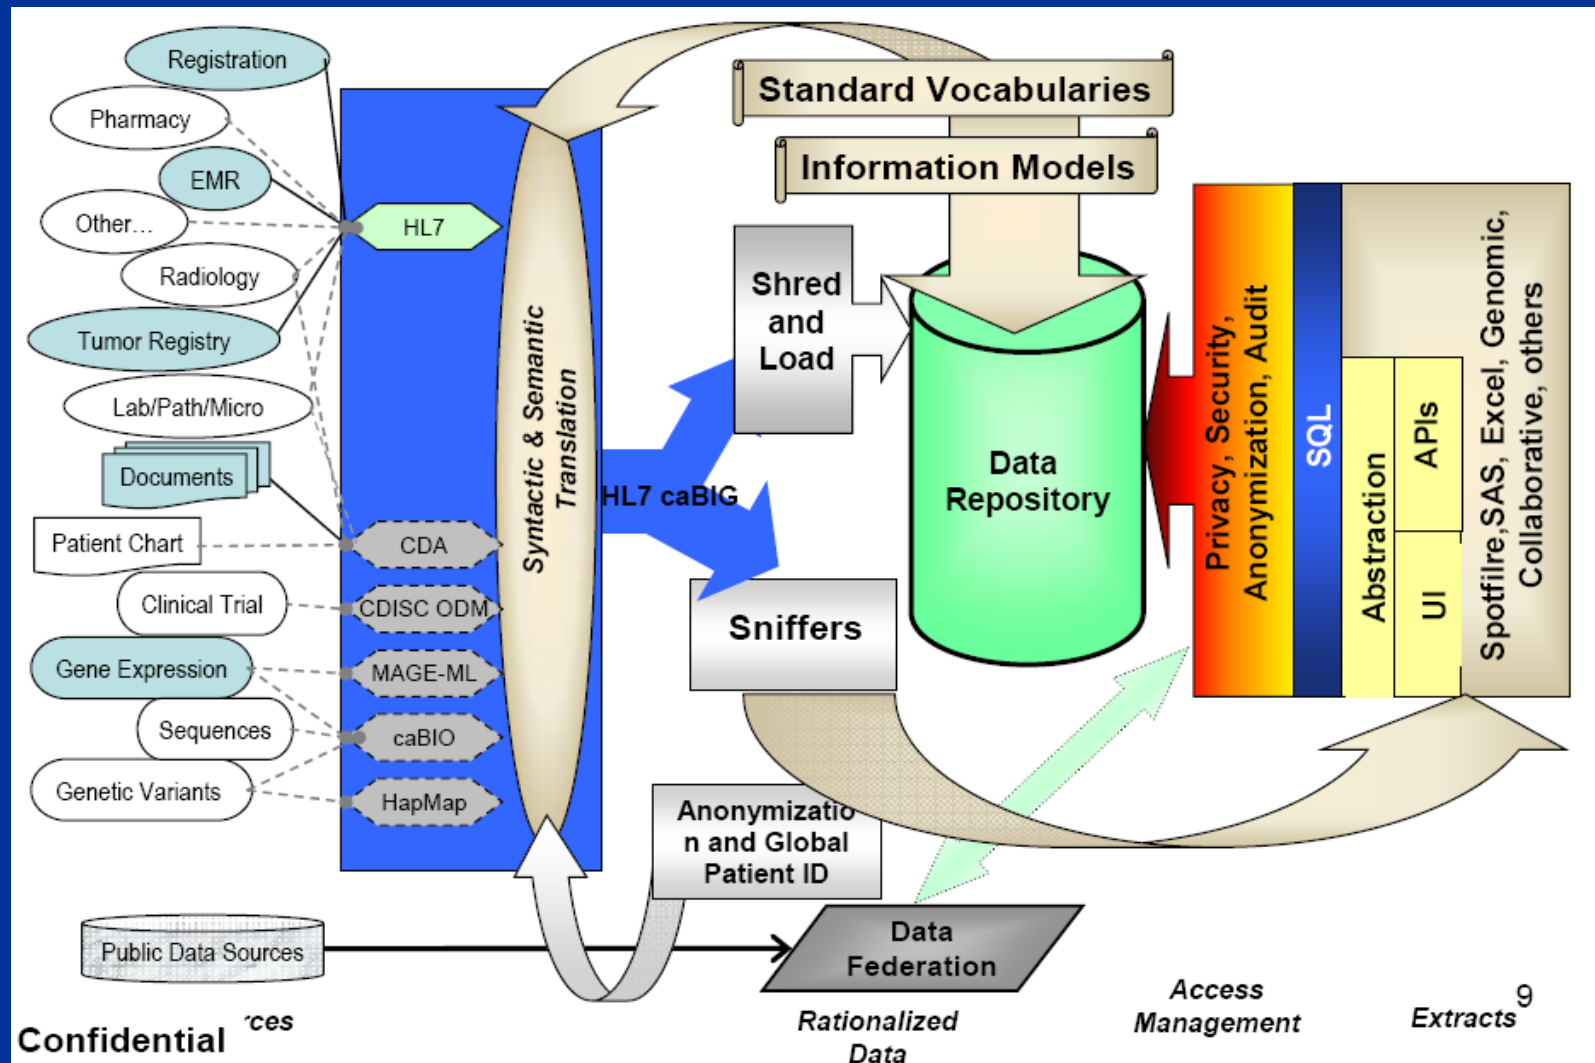 Registration
Pharmacy
EMR
Other...
Radiology
Tumor Registry
Lab/Path/Micro
Documents
Patient Chart
Clinical Trial
Gene Expression
Sequences
Genetic Variants
Public Data Sources
HL7
CDA
CDISC ODM
MAGE-ML
caBIO
HapMap
Syntactic & Semantic
Translation
HL7 caBIG
Standard Vocabularies
Information Models
Shred
and
Load
Sniffers
Anonymizatio
n and Global
Patient ID
Data
Repository
Data
Federation
Privacy, Security,
Anonymization, Audit
SQL
Abstraction
APIs
UI
Spotfilre,SAS, Excel, Genomic,
Collaborative, others
Confidential
rces
Rationalized
Data
Access
Management
Extracts
9